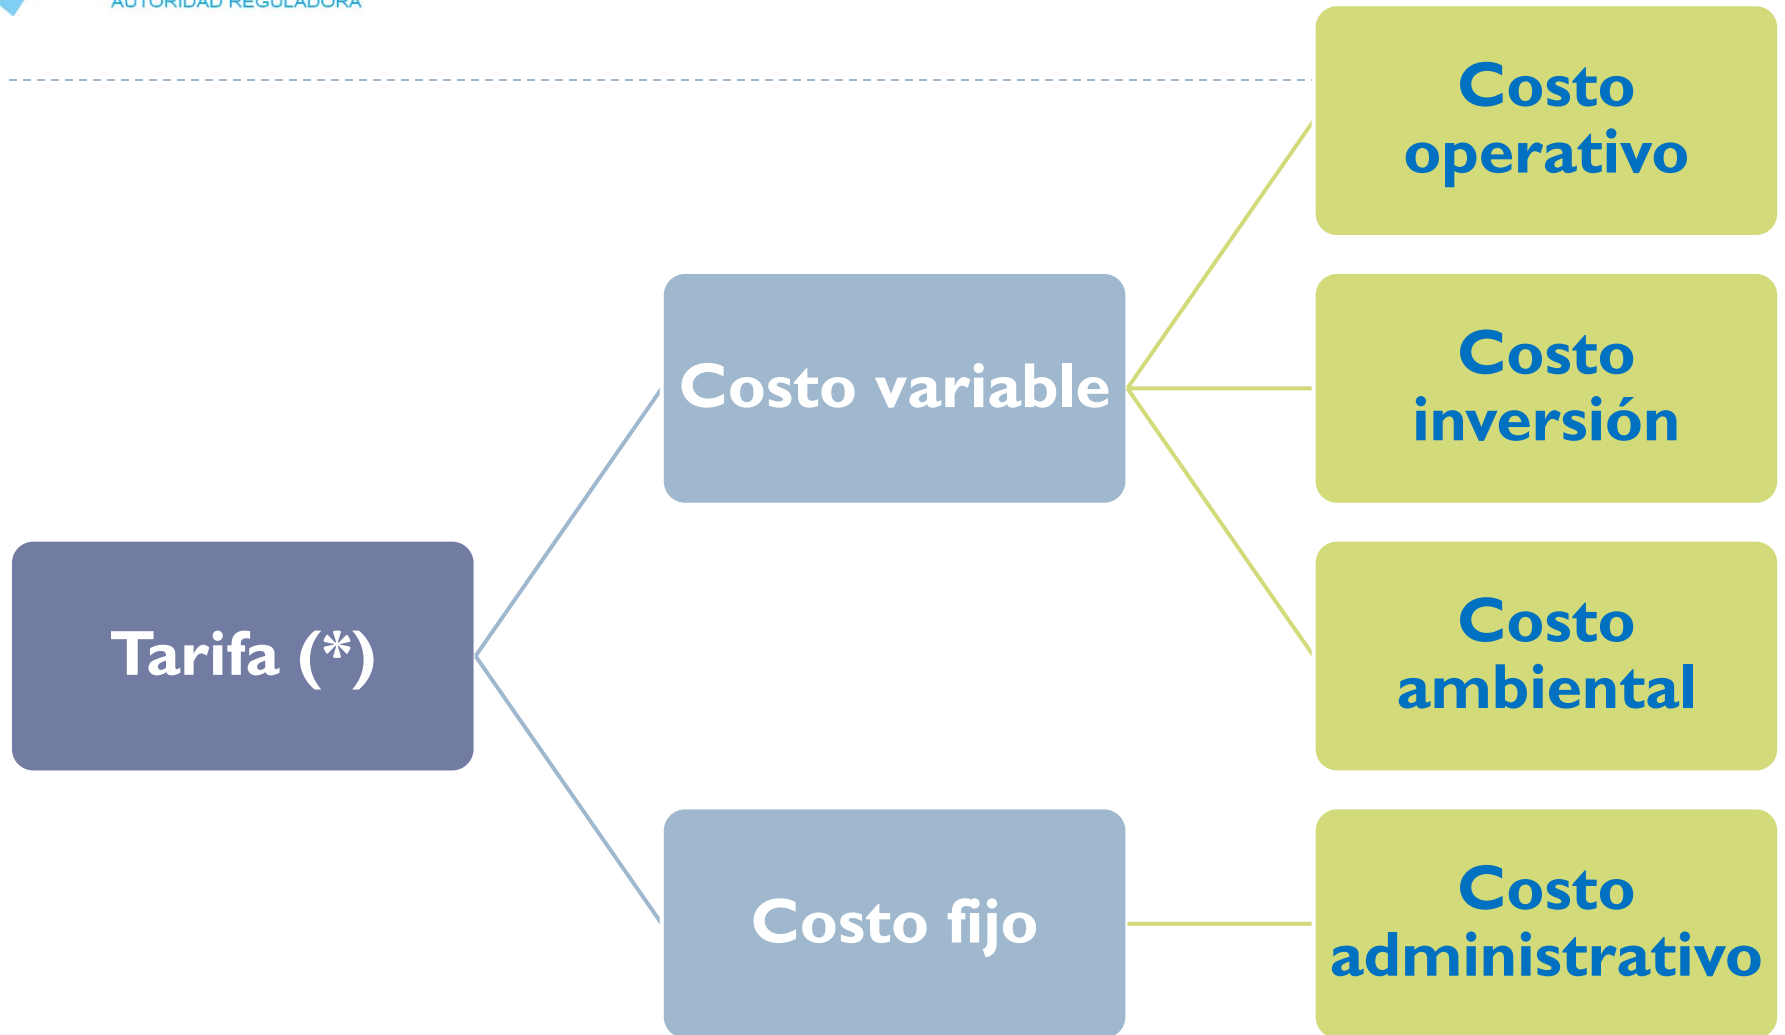 AUTORIDAD REGULADORA
Costo
operativo
Costo variable
Costo
inversión
Tarifa (*)
Costo
ambiental
Costo fijo
Costo
administrativo